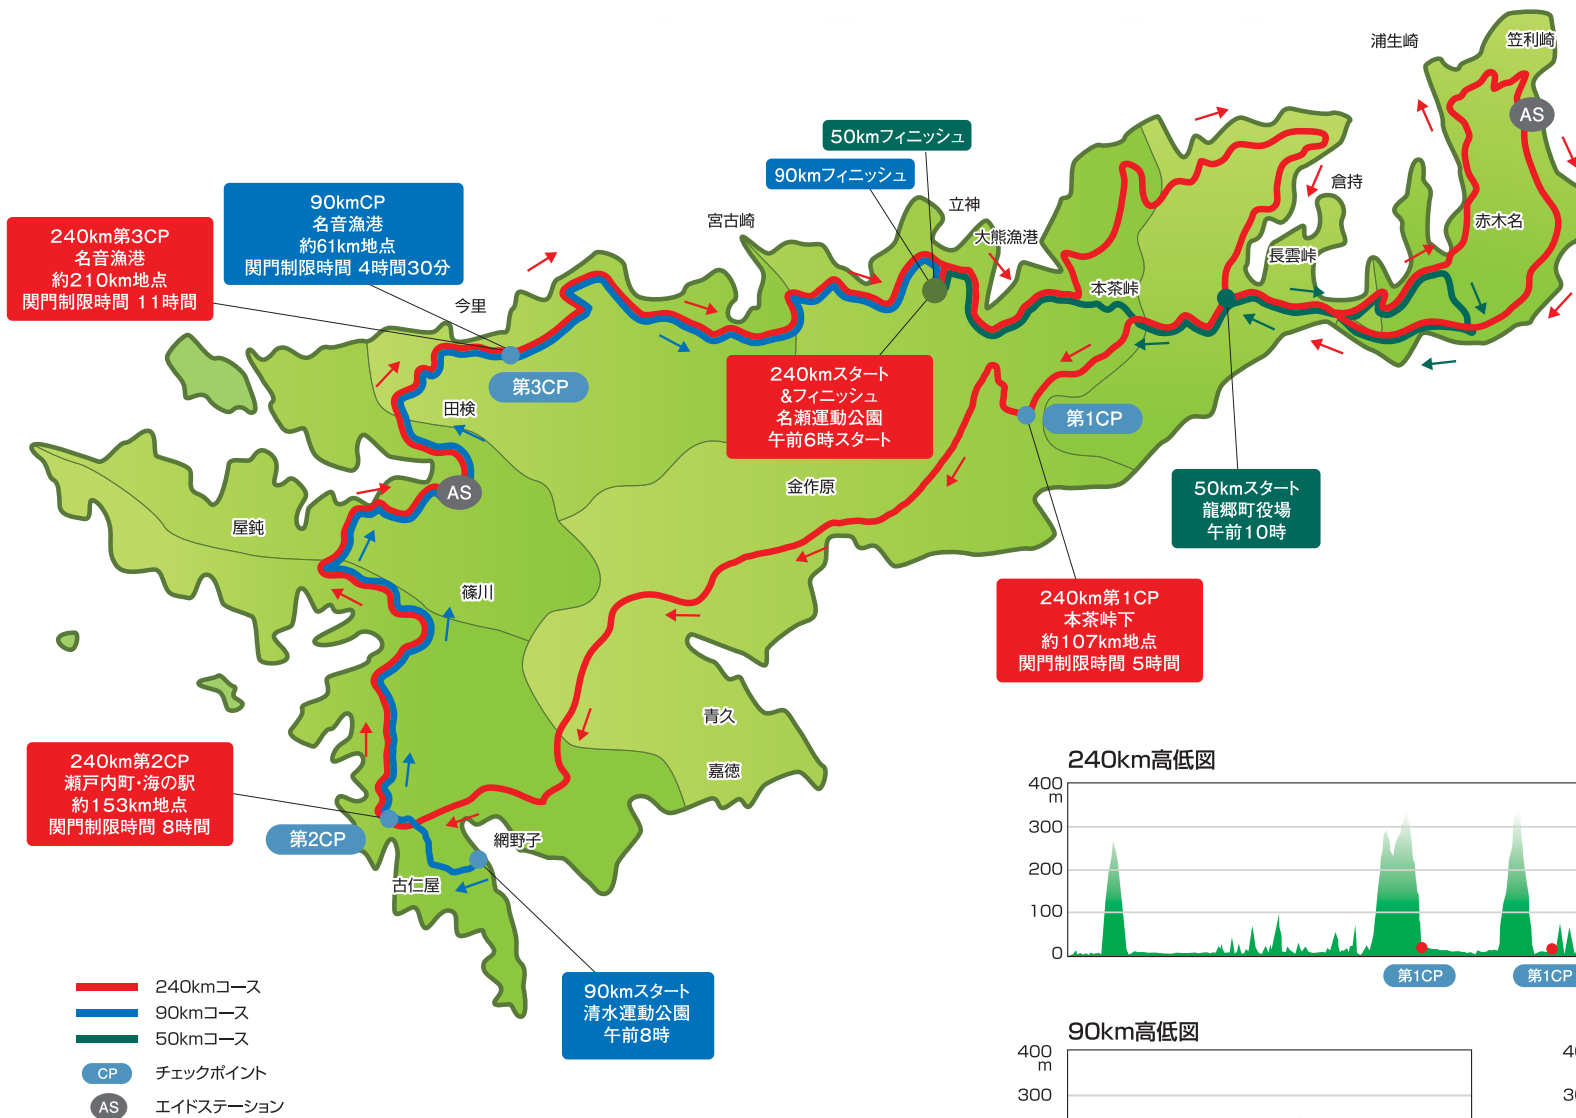 浦生崎
笠利崎
AS
50kmフィニッシュ
90kmフィニッシュ
立神
倉持
90kmCP
名音漁港
約61km地点
関門制限時間 4時間30分
宮古崎
大熊漁港
赤木名
240km第3CP
名音漁港
約210km地点
関門制限時間 11時間
長雲峠
本茶峠
今里
第3CP
240kmスタート
&フィニッシュ
名瀬運動公園
午前6時スタート
田検
第1CP
金作原
50kmスタート
龍郷町役場
午前10時
AS
屋鈍
篠川
240km第1CP
本茶峠下
約107km地点
関門制限時間 5時間
青久
嘉徳
240km第2CP
瀬戸内町・海の駅
約153km地点
関門制限時間 8時間
第2CP
網野子
古仁屋
90kmスタート
清水運動公園
午前8時
240kmコース
90kmコース
50kmコース
CP チェックポイント
AS エイドステーション
240km高低図
400
m
300
200
100
0
第1CP
第1CP
90km高低図
400
m
300